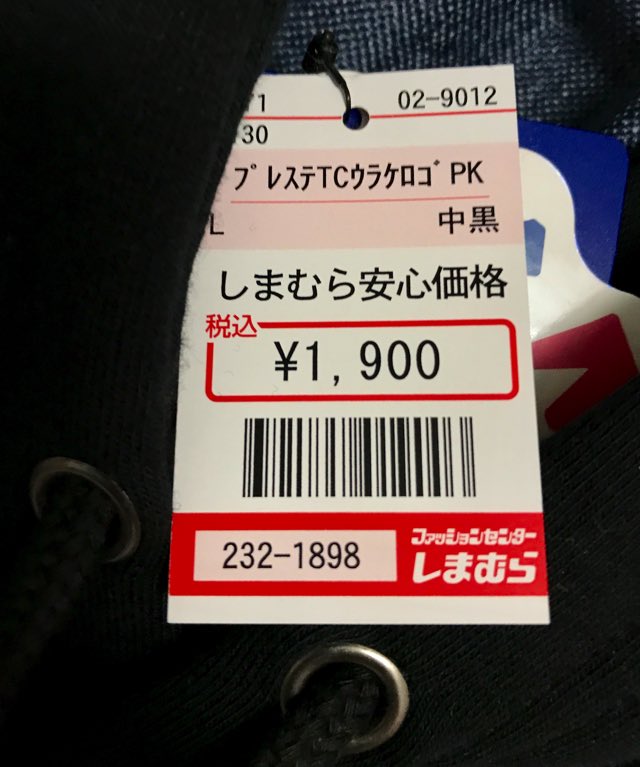 71 02-9012
30
ﾌﾟﾚｽﾃTCｳﾗｹﾛｺﾞPK
L 中黒
しまむら安心価格
税込
¥1,900
232-1898
ファッションセンター
しまむら